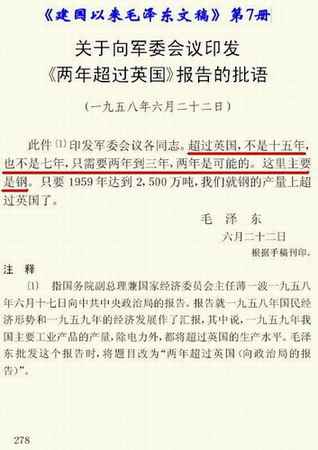 《建国以来毛泽东文稿》第7册
关于向军委会议印发
《两年超过英国》报告的批语
(一九五八年六月二十二日)
此件⑴印发军委会议各同志。超过英国,不是十五年,
也不是七年,只需要两年到三年,两年是可能的。这里主要
是钢。只要1959年达到2,500万吨,我们就钢的产量上超
过英国了。
毛泽东
六月二十二日
根据手稿刊印。
注释
⑴ 指国务院副总理兼国家经济委员会主任薄一波一九五八
年六月十七日向中共中央政治局的报告。报告就一九五八年国民经
济形势和一九五九年的经济发展作了汇报,其中说,一九五九年我
国主要工业产品的产量,除电力外,都将超过英国的生产水平。毛泽
东批发这个报告时,将题目改为“两年超过英国(向政治局的报
告)”。
278